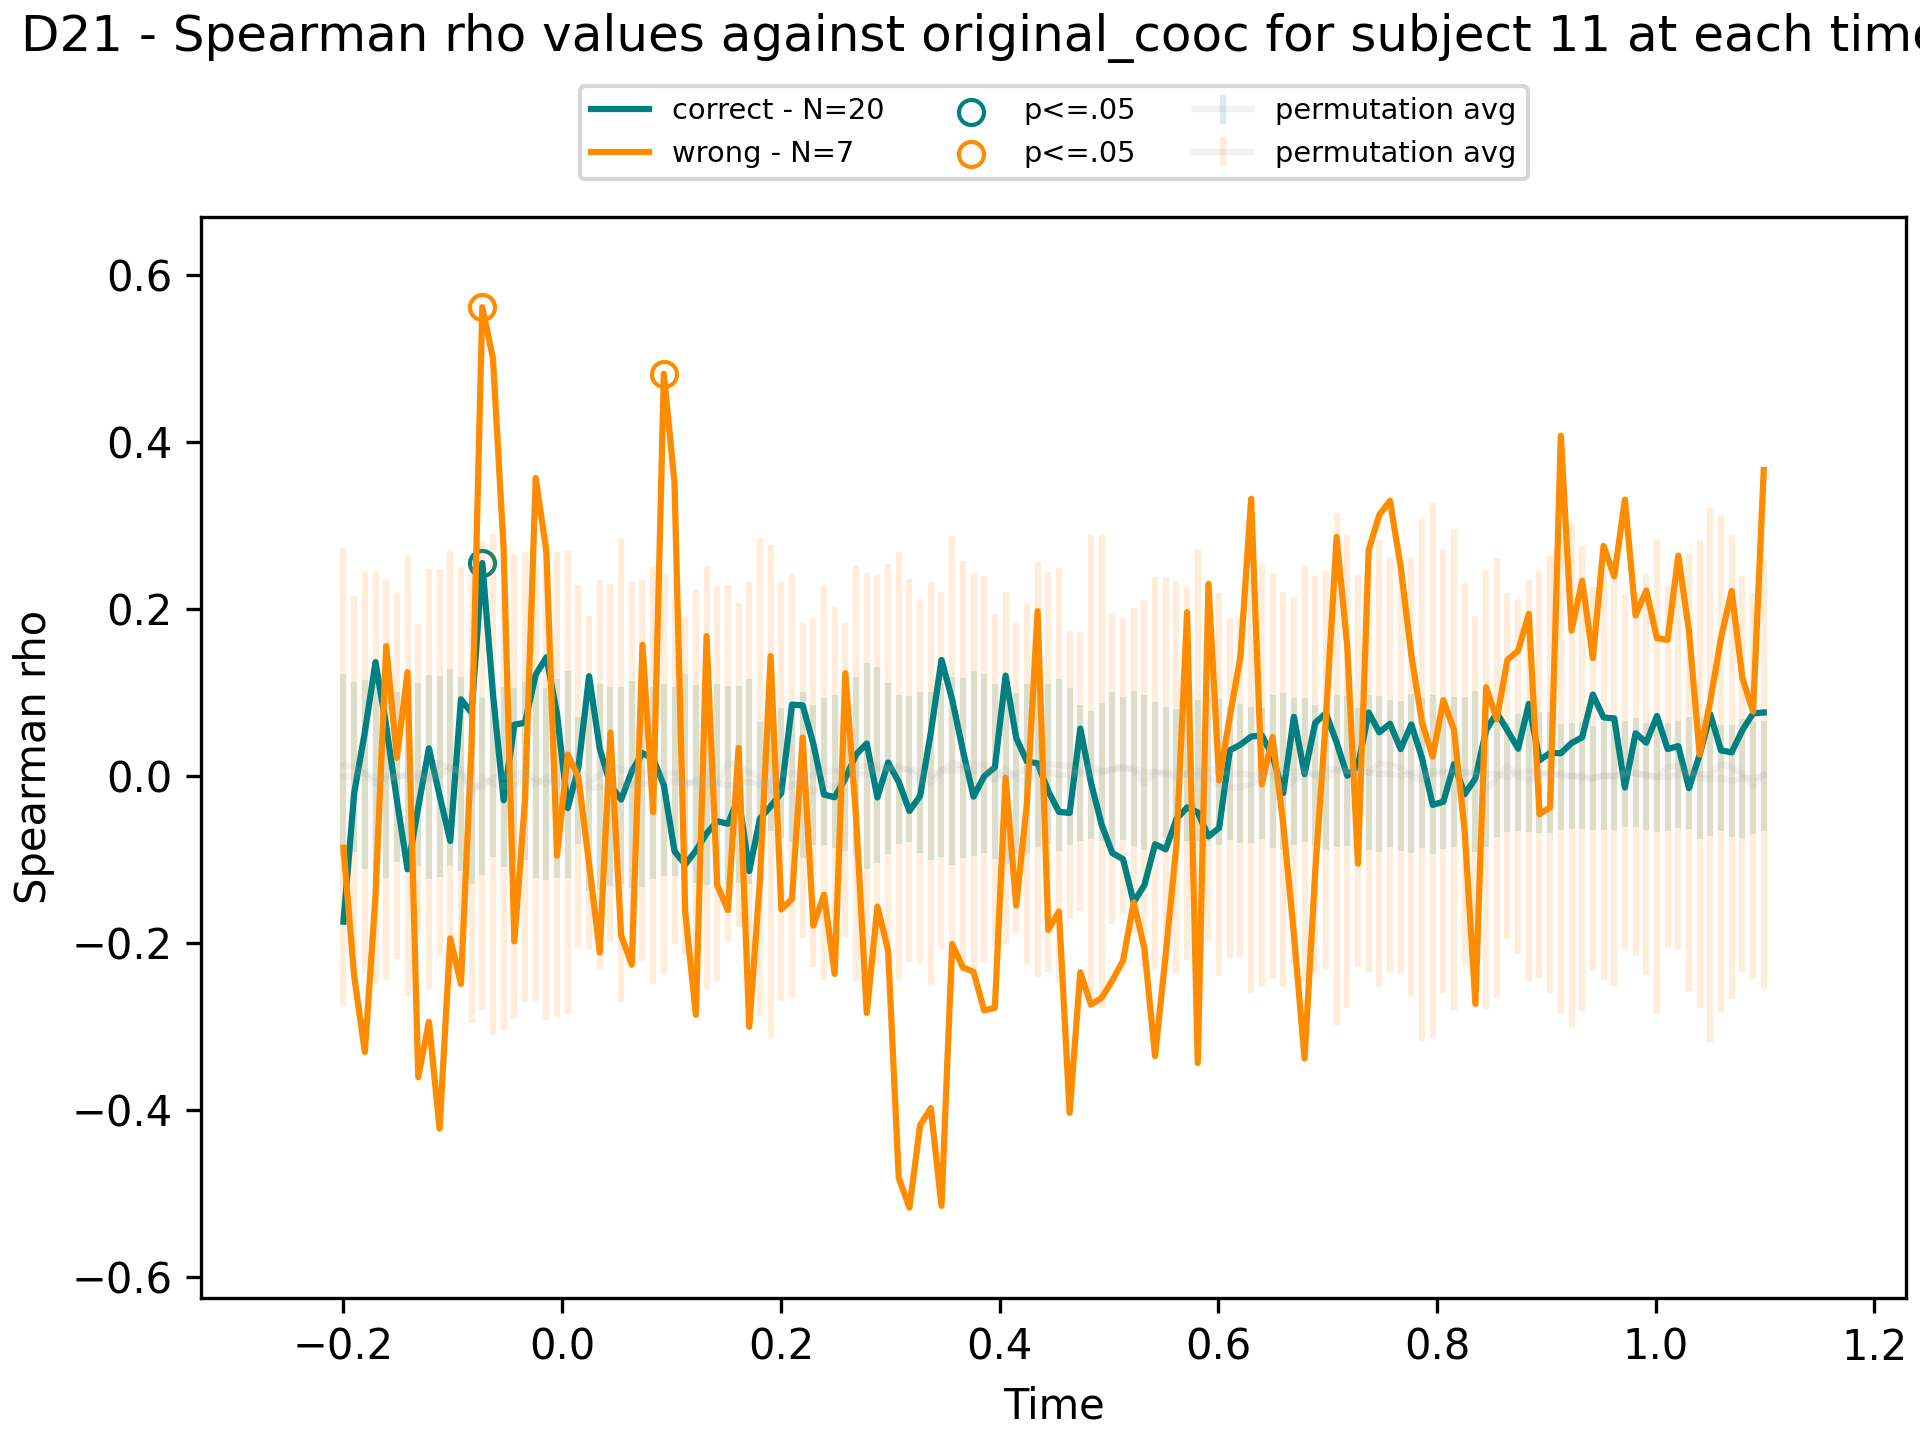 D21 - Spearman rho values against original_cooc for subject 11 at each time
correct - N=20 p<=.05 permutation avg
wrong - N=7 p<=.05 permutation avg
Spearman rho
0.6
0.4
0.2
0.0
−0.2
−0.4
−0.6
−0.2 0.0 0.2 0.4 0.6 0.8 1.0 1.2
Time